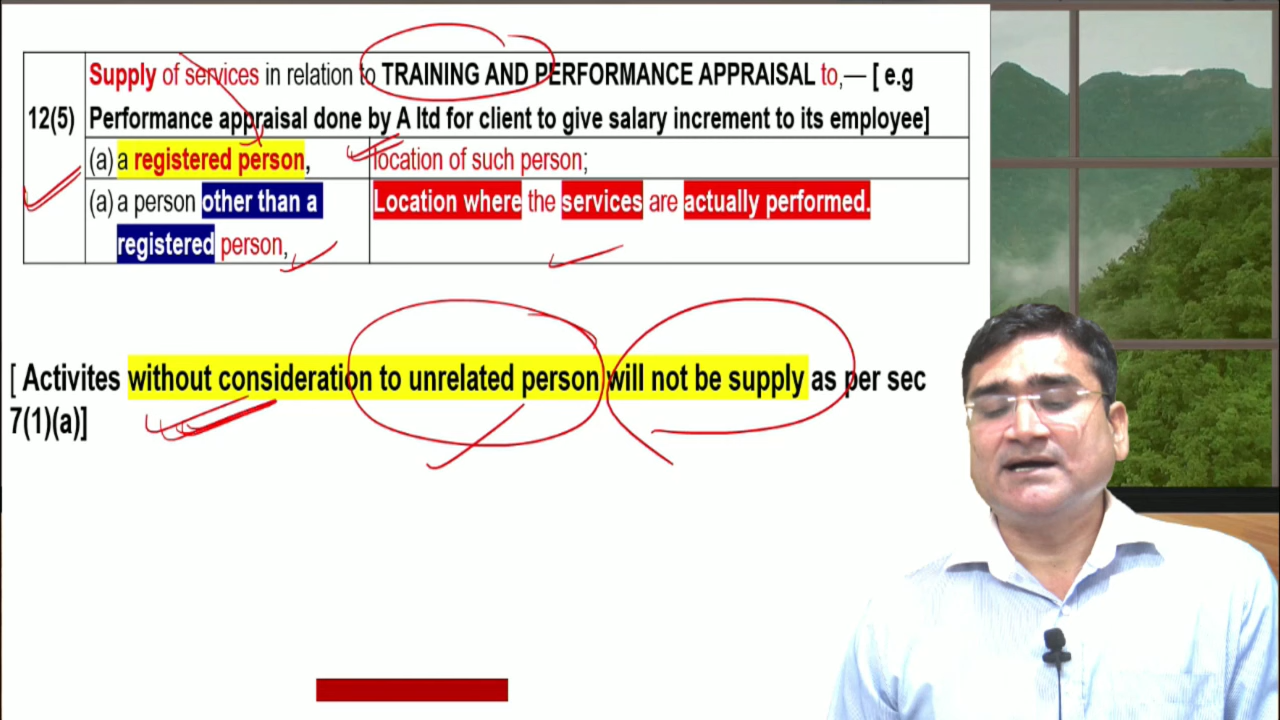 Supply of services in relation to TRAINING AND PERFORMANCE APPRAISAL to,— [ e.g
12(5) Performance appraisal done by A ltd for client to give salary increment to its employee]
(a) a registered person, location of such person;
(a) a person other than a Location where the services are actually performed.
registered person,
[ Activites without consideration to unrelated person will not be supply as per sec
7(1)(a)]